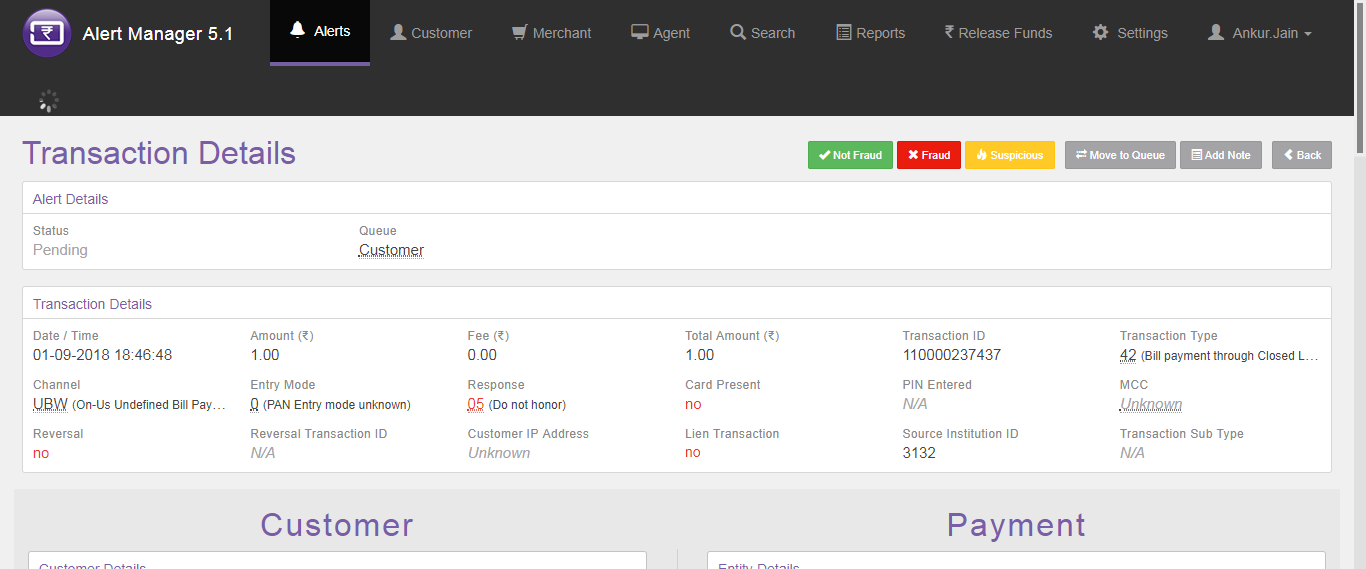 Alert Manager 5.1 Alerts Customer Merchant Agent Search Reports ₹ Release Funds Settings Ankur.Jain
Transaction Details Not Fraud Fraud Suspicious Move to Queue Add Note Back
Alert Details
Status Queue
Pending Customer
Transaction Details
Date / Time Amount (₹) Fee (₹) Total Amount (₹) Transaction ID Transaction Type
01-09-2018 18:46:48 1.00 0.00 1.00 110000237437 42 (Bill payment through Closed L...
Channel Entry Mode Response Card Present PIN Entered MCC
UBW (On-Us Undefined Bill Pay... 0 (PAN Entry mode unknown) 05 (Do not honor) no N/A Unknown
Reversal Reversal Transaction ID Customer IP Address Lien Transaction Source Institution ID Transaction Sub Type
no N/A Unknown no 3132 N/A
Customer Payment
Customer Details Entity Details